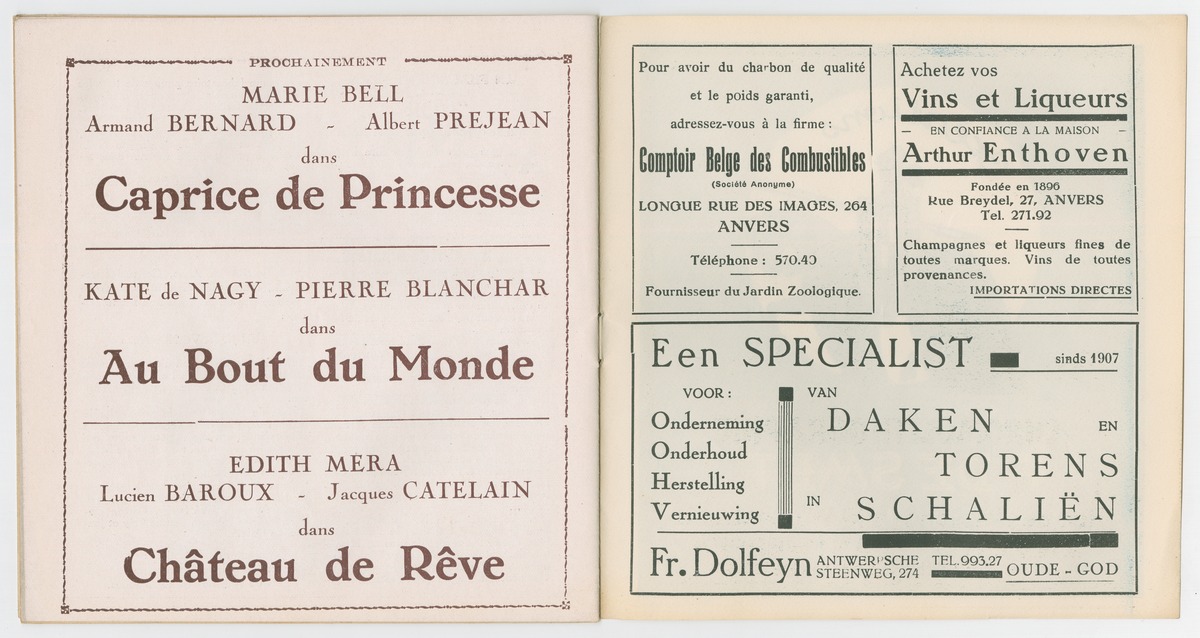 PROCHAINEMENT
MARIE BELL
Armand BERNARD - Albert PREJEAN
dans
Caprice de Princesse
KATE de NAGY - PIERRE BLANCHAR
dans
Au Bout du Monde
EDITH MERA
Lucien BAROUX - Jacques CATELAIN
dans
Château de Rêve
Pour avoir du charbon de qualité
et le poids garanti,
adressez-vous à la firme :
Comptoir Belge des Combustibles
(Société Anonyme)
LONGUE RUE DES IMAGES, 264
ANVERS
Téléphone : 570.40
Fournisseur du Jardin Zoologique.
Achetez vos
Vins et Liqueurs
— EN CONFIANCE A LA MAISON —
Arthur Enthoven
Fondée en 1896
Rue Breydel, 27, ANVERS
Tel. 271.92
Champagnes et liqueurs fines de
toutes marques. Vins de toutes
provenances.
IMPORTATIONS DIRECTES
Een SPECIALIST sinds 1907
VOOR :
Onderneming
Onderhoud
Herstelling
Vernieuwing
VAN
DAKEN EN
TORENS
IN SCHALIËN
Fr. Dolfeyn ANTWERPSCHE
STEENWEG, 274
TEL. 993.27
OUDE-GOD